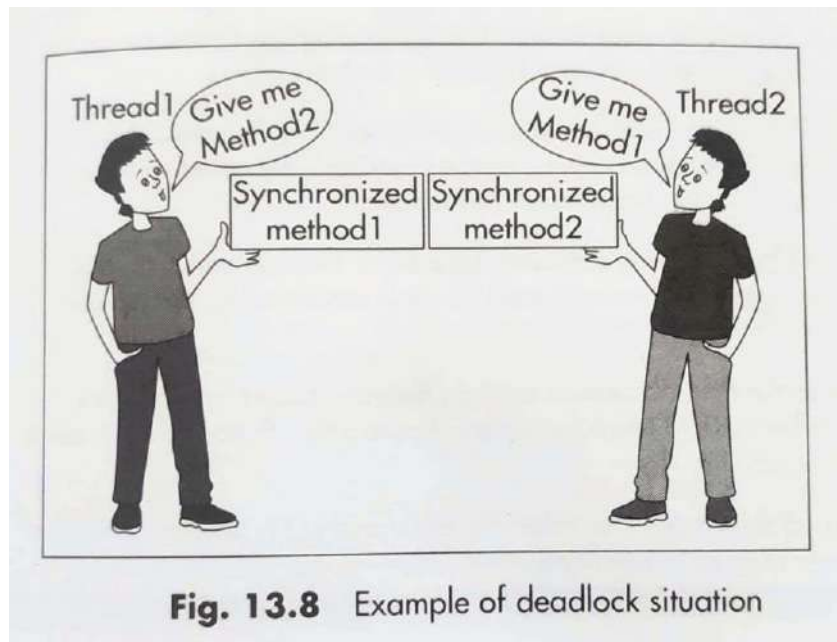 Thread1
Give me
Method2
Give me
Method1
Thread2
Synchronized
method1
Synchronized
method2
Fig. 13.8 Example of deadlock situation